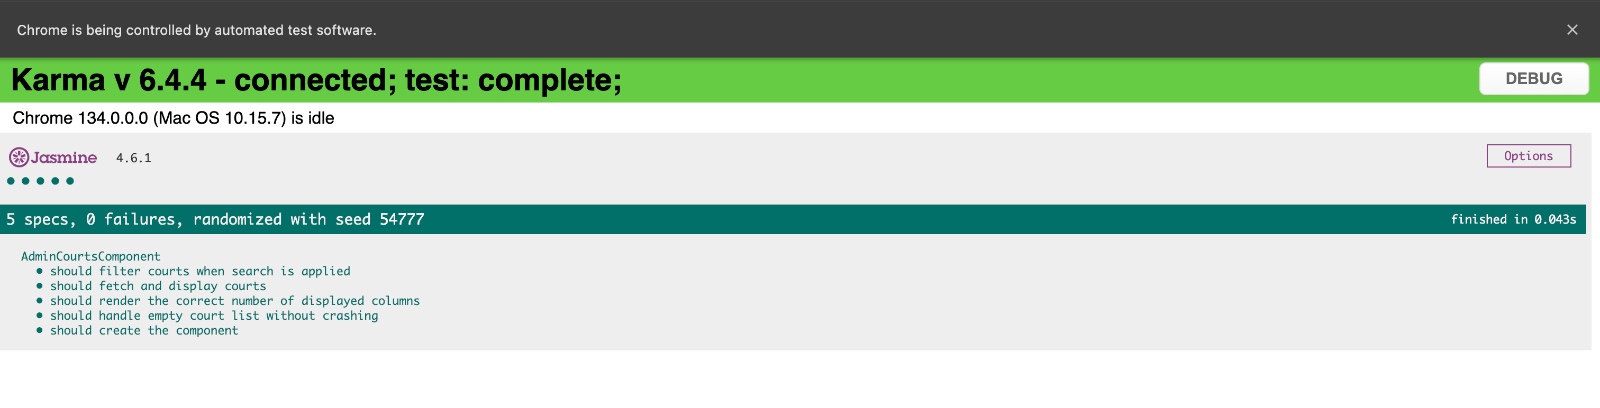 Chrome is being controlled by automated test software.
Karma v 6.4.4 - connected; test: complete;
DEBUG
Chrome 134.0.0.0 (Mac OS 10.15.7) is idle
Jasmine 4.6.1
Options
5 specs, 0 failures, randomized with seed 54777
finished in 0.043s
AdminCourtsComponent
• should filter courts when search is applied
• should fetch and display courts
• should render the correct number of displayed columns
• should handle empty court list without crashing
• should create the component